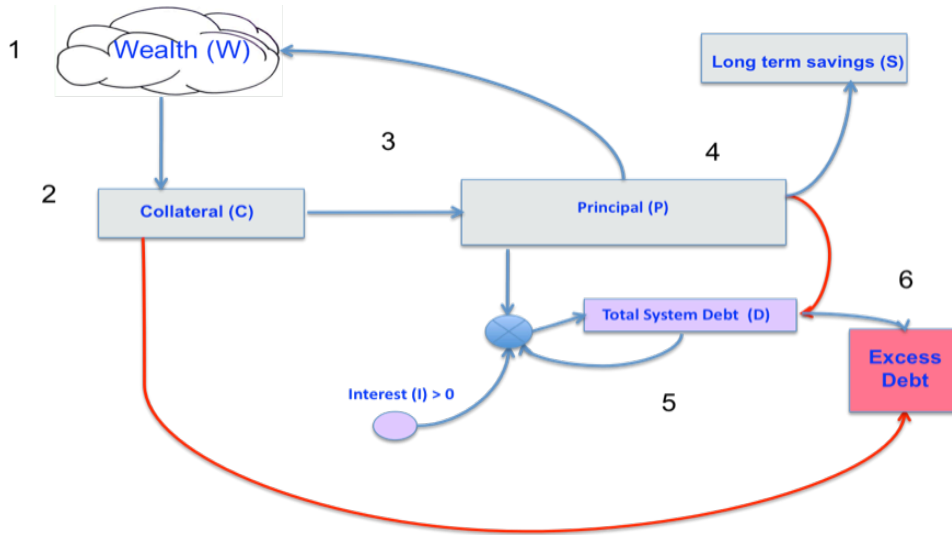 1
Wealth (W)
Long term savings (S)
3
4
2
Collateral (C)
Principal (P)
6
Total System Debt (D)
Excess
Debt
Interest (I) > 0
5